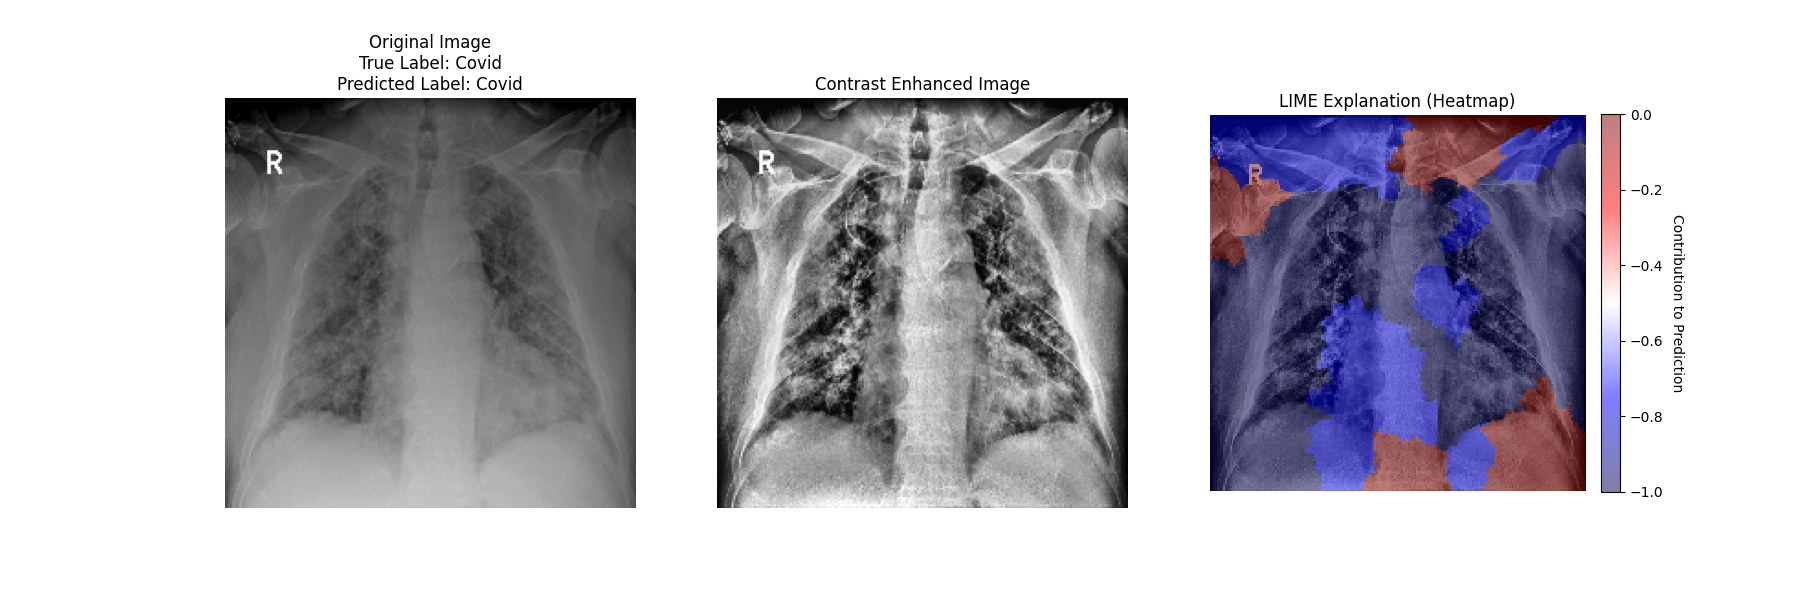 Original Image
True Label: Covid
Predicted Label: Covid
R
Contrast Enhanced Image
R
LIME Explanation (Heatmap)
R
0.0
−0.2
−0.4
−0.6
−0.8
−1.0
Contribution to Prediction